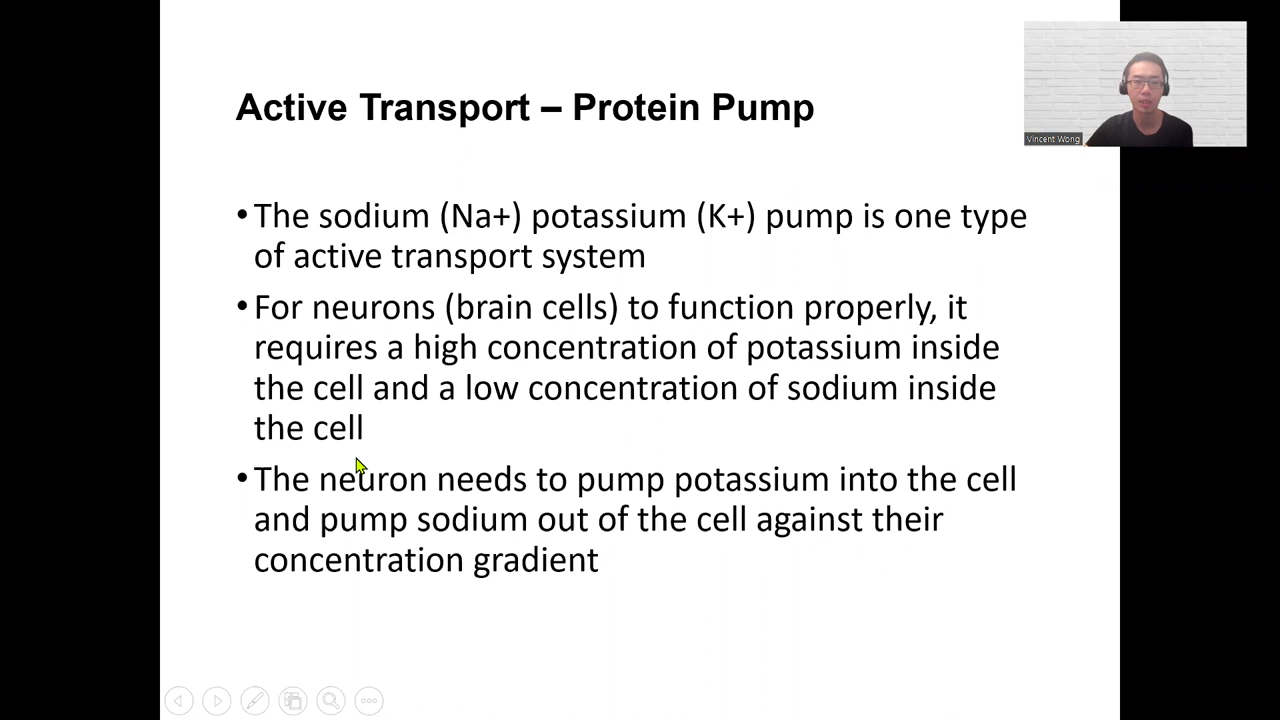 Active Transport – Protein Pump
Vincent Wong
•The sodium (Na+) potassium (K+) pump is one type
of active transport system
•For neurons (brain cells) to function properly, it
requires a high concentration of potassium inside
the cell and a low concentration of sodium inside
the cell
•The neuron needs to pump potassium into the cell
and pump sodium out of the cell against their
concentration gradient